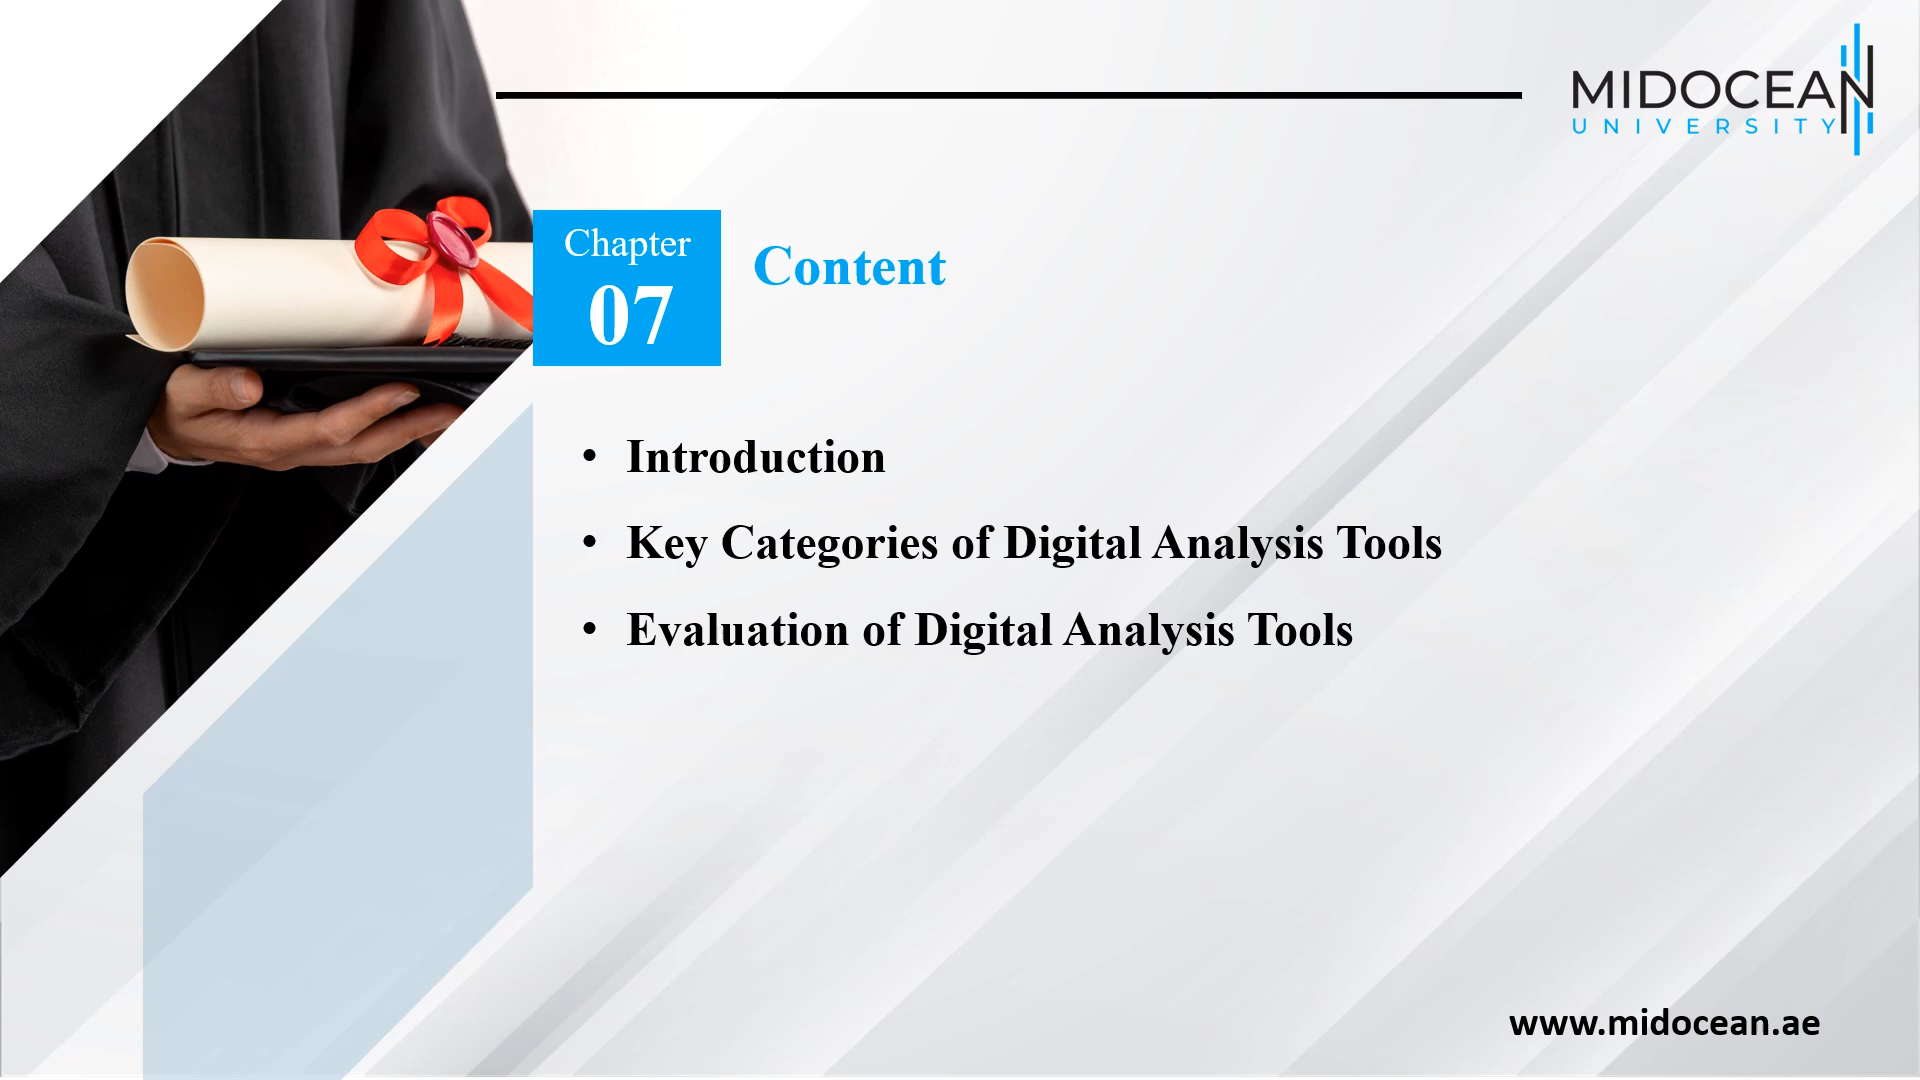 MIDOCEAN
UNIVERSITY
Chapter
07
Content
• Introduction
• Key Categories of Digital Analysis Tools
• Evaluation of Digital Analysis Tools
www.midocean.ae